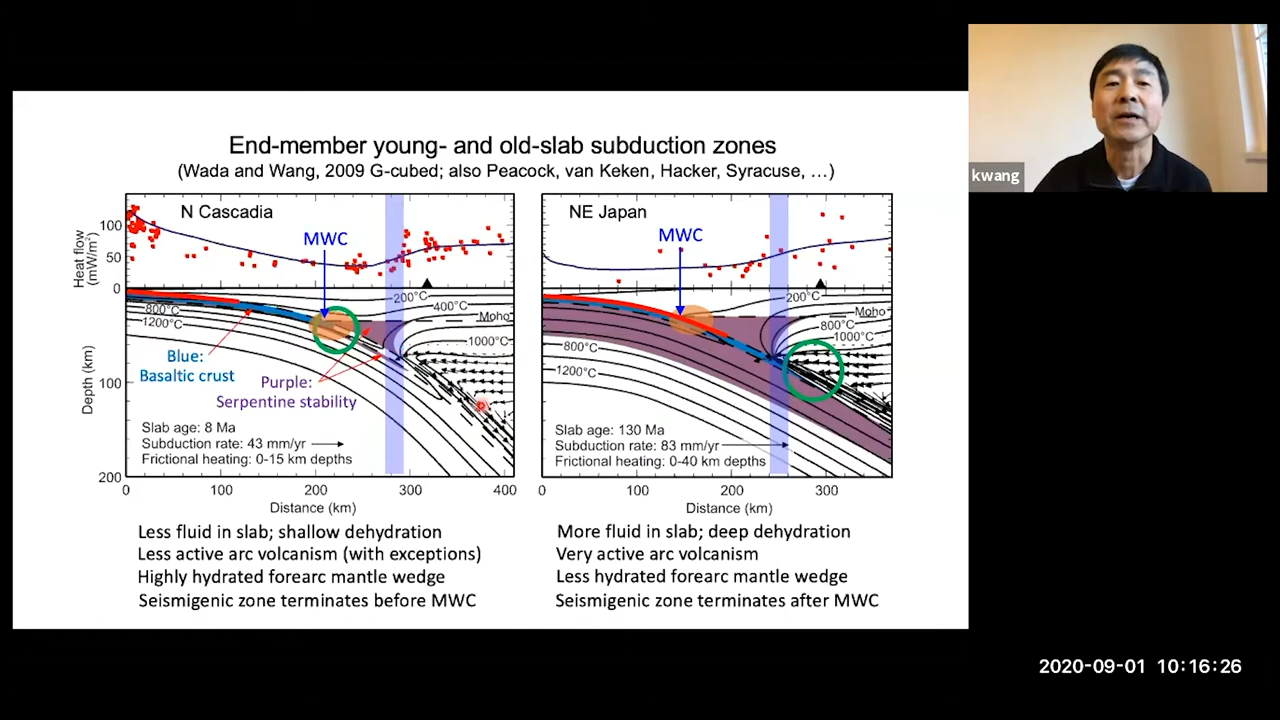 End-member young- and old-slab subduction zones
(Wada and Wang, 2009 G-cubed; also Peacock, van Keken, Hacker, Syracuse, …)
kwang
N Cascadia
MWC
Heat flow
(mW/m²)
100
50
0
200°C
400°C
Moho
800°C
1200°C
1000°C
Blue:
Basaltic crust
Purple:
Serpentine stability
Depth (km)
100
200
Slab age: 8 Ma
Subduction rate: 43 mm/yr
Frictional heating: 0-15 km depths
0 100 200 300 400
Distance (km)
NE Japan
MWC
200°C
Moho
800°C
1000°C
800°C
1200°C
Slab age: 130 Ma
Subduction rate: 83 mm/yr
Frictional heating: 0-40 km depths
0 100 200 300
Distance (km)
Less fluid in slab; shallow dehydration
Less active arc volcanism (with exceptions)
Highly hydrated forearc mantle wedge
Seismigenic zone terminates before MWC
More fluid in slab; deep dehydration
Very active arc volcanism
Less hydrated forearc mantle wedge
Seismigenic zone terminates after MWC
2020-09-01 10:16:26